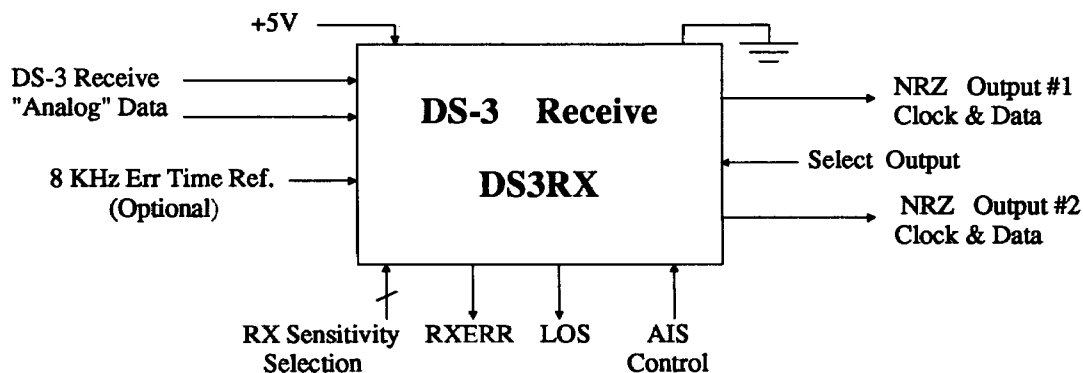 +5V
DS-3 Receive
"Analog" Data
8 KHz Err Time Ref.
(Optional)
DS-3 Receive
DS3RX
NRZ Output #1
Clock & Data
Select Output
NRZ Output #2
Clock & Data
RX Sensitivity
Selection
RXERR
LOS
AIS
Control